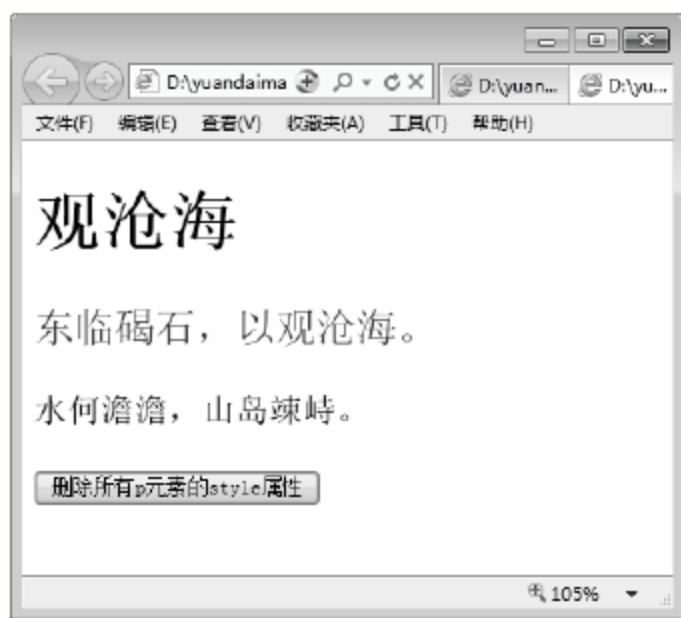 D:\yuandaima
D:\yuan...
D:\yu...
文件(F) 编辑(E) 查看(V) 收藏夹(A) 工具(T) 帮助(H)
观沧海
东临碣石，以观沧海。
水何澹澹，山岛竦峙。
删除所有p元素的style属性
105%